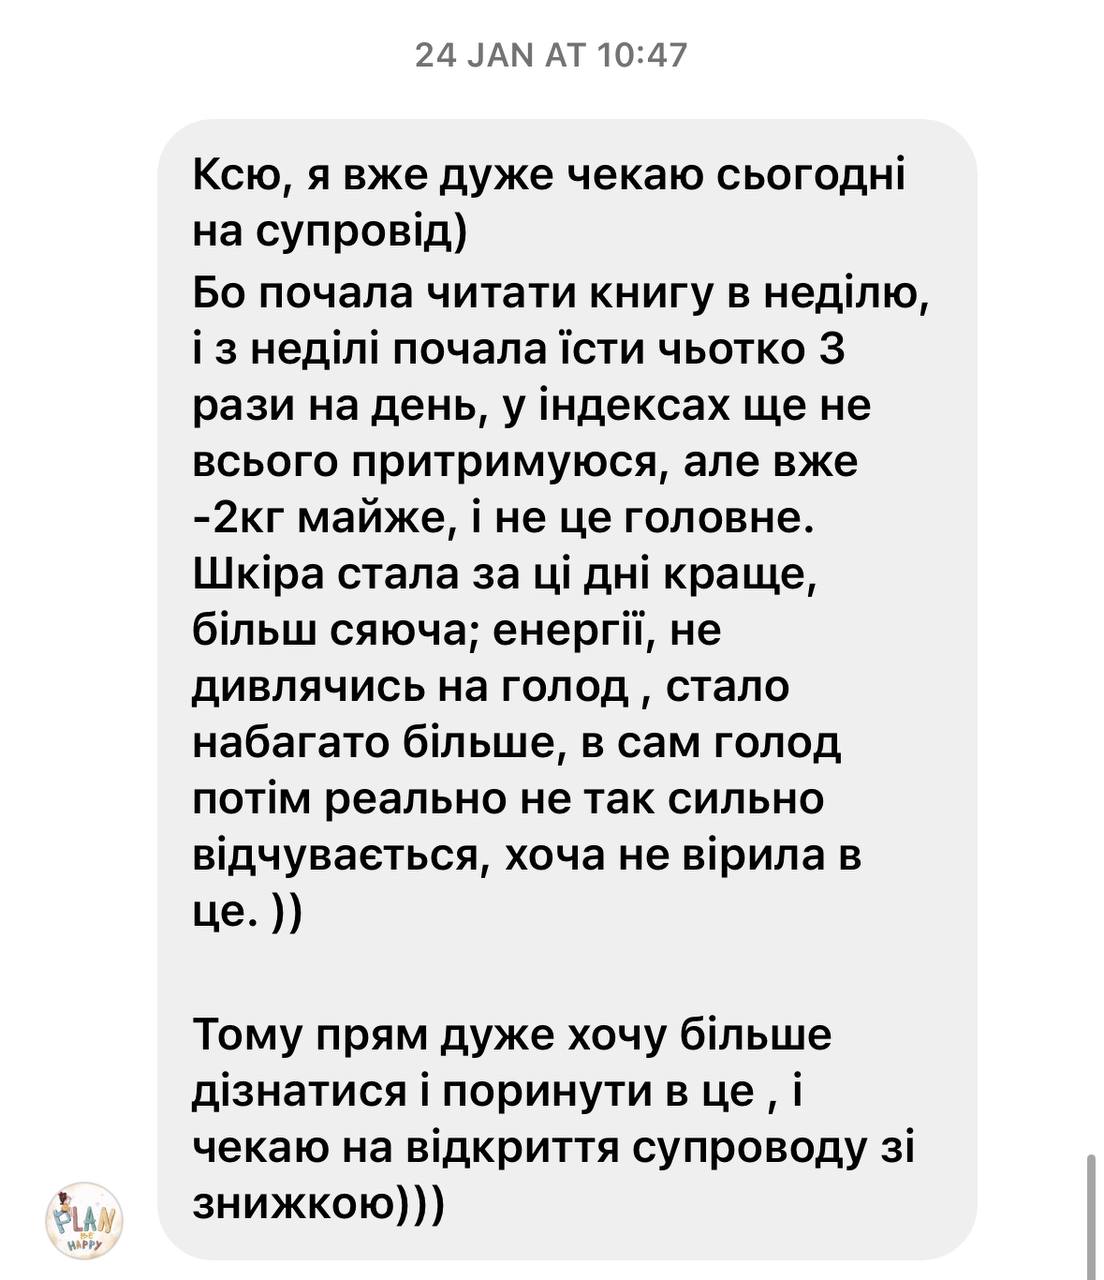 24 JAN AT 10:47
Ксю, я вже дуже чекаю сьогодні
на супровід)
Бо почала читати книгу в неділю,
і з неділі почала їсти чьотко 3
рази на день, у індексах ще не
всього притримуюся, але вже
-2кг майже, і не це головне.
Шкіра стала за ці дні краще,
більш сяюча; енергії, не
дивлячись на голод , стало
набагато більше, в сам голод
потім реально не так сильно
відчувається, хоча не вірила в
це. ))
Тому прям дуже хочу більше
дізнатися і поринути в це , і
чекаю на відкриття супроводу зі
знижкою)))
PLAN
BE
HAPPY